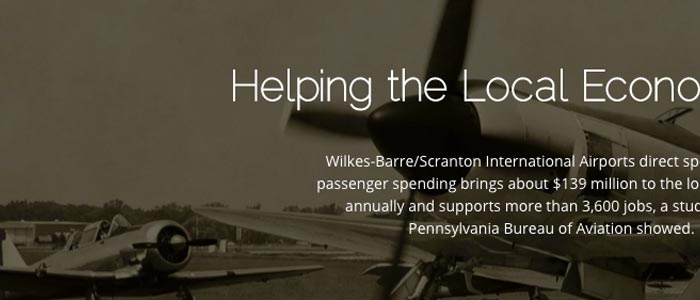 Helping the Local Econo
Wilkes-Barre/Scranton International Airports direct sp
passenger spending brings about $139 million to the lo
annually and supports more than 3,600 jobs, a stud
Pennsylvania Bureau of Aviation showed.